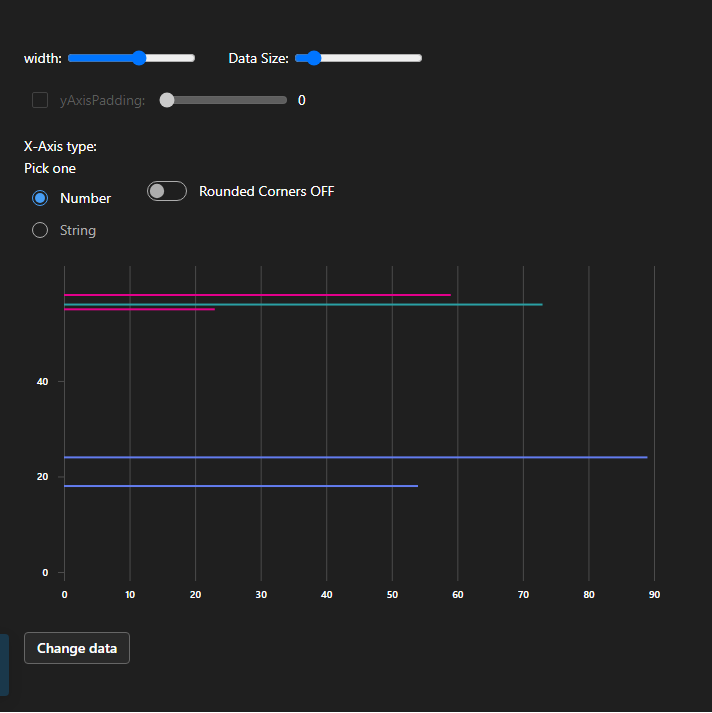 width: Data Size:
yAxisPadding: 0
X-Axis type:
Pick one
Number Rounded Corners OFF
String
40
20
0
0 10 20 30 40 50 60 70 80 90
Change data